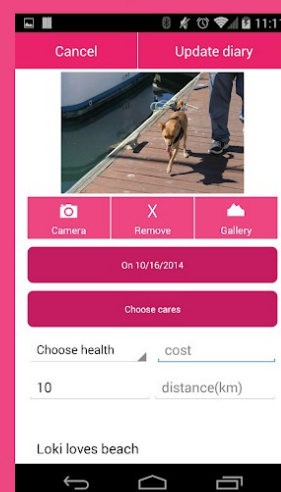 11:11
Cancel Update diary
Camera X Remove Gallery
On 10/16/2014
Choose cares
Choose health cost
10 distance(km)
Loki loves beach